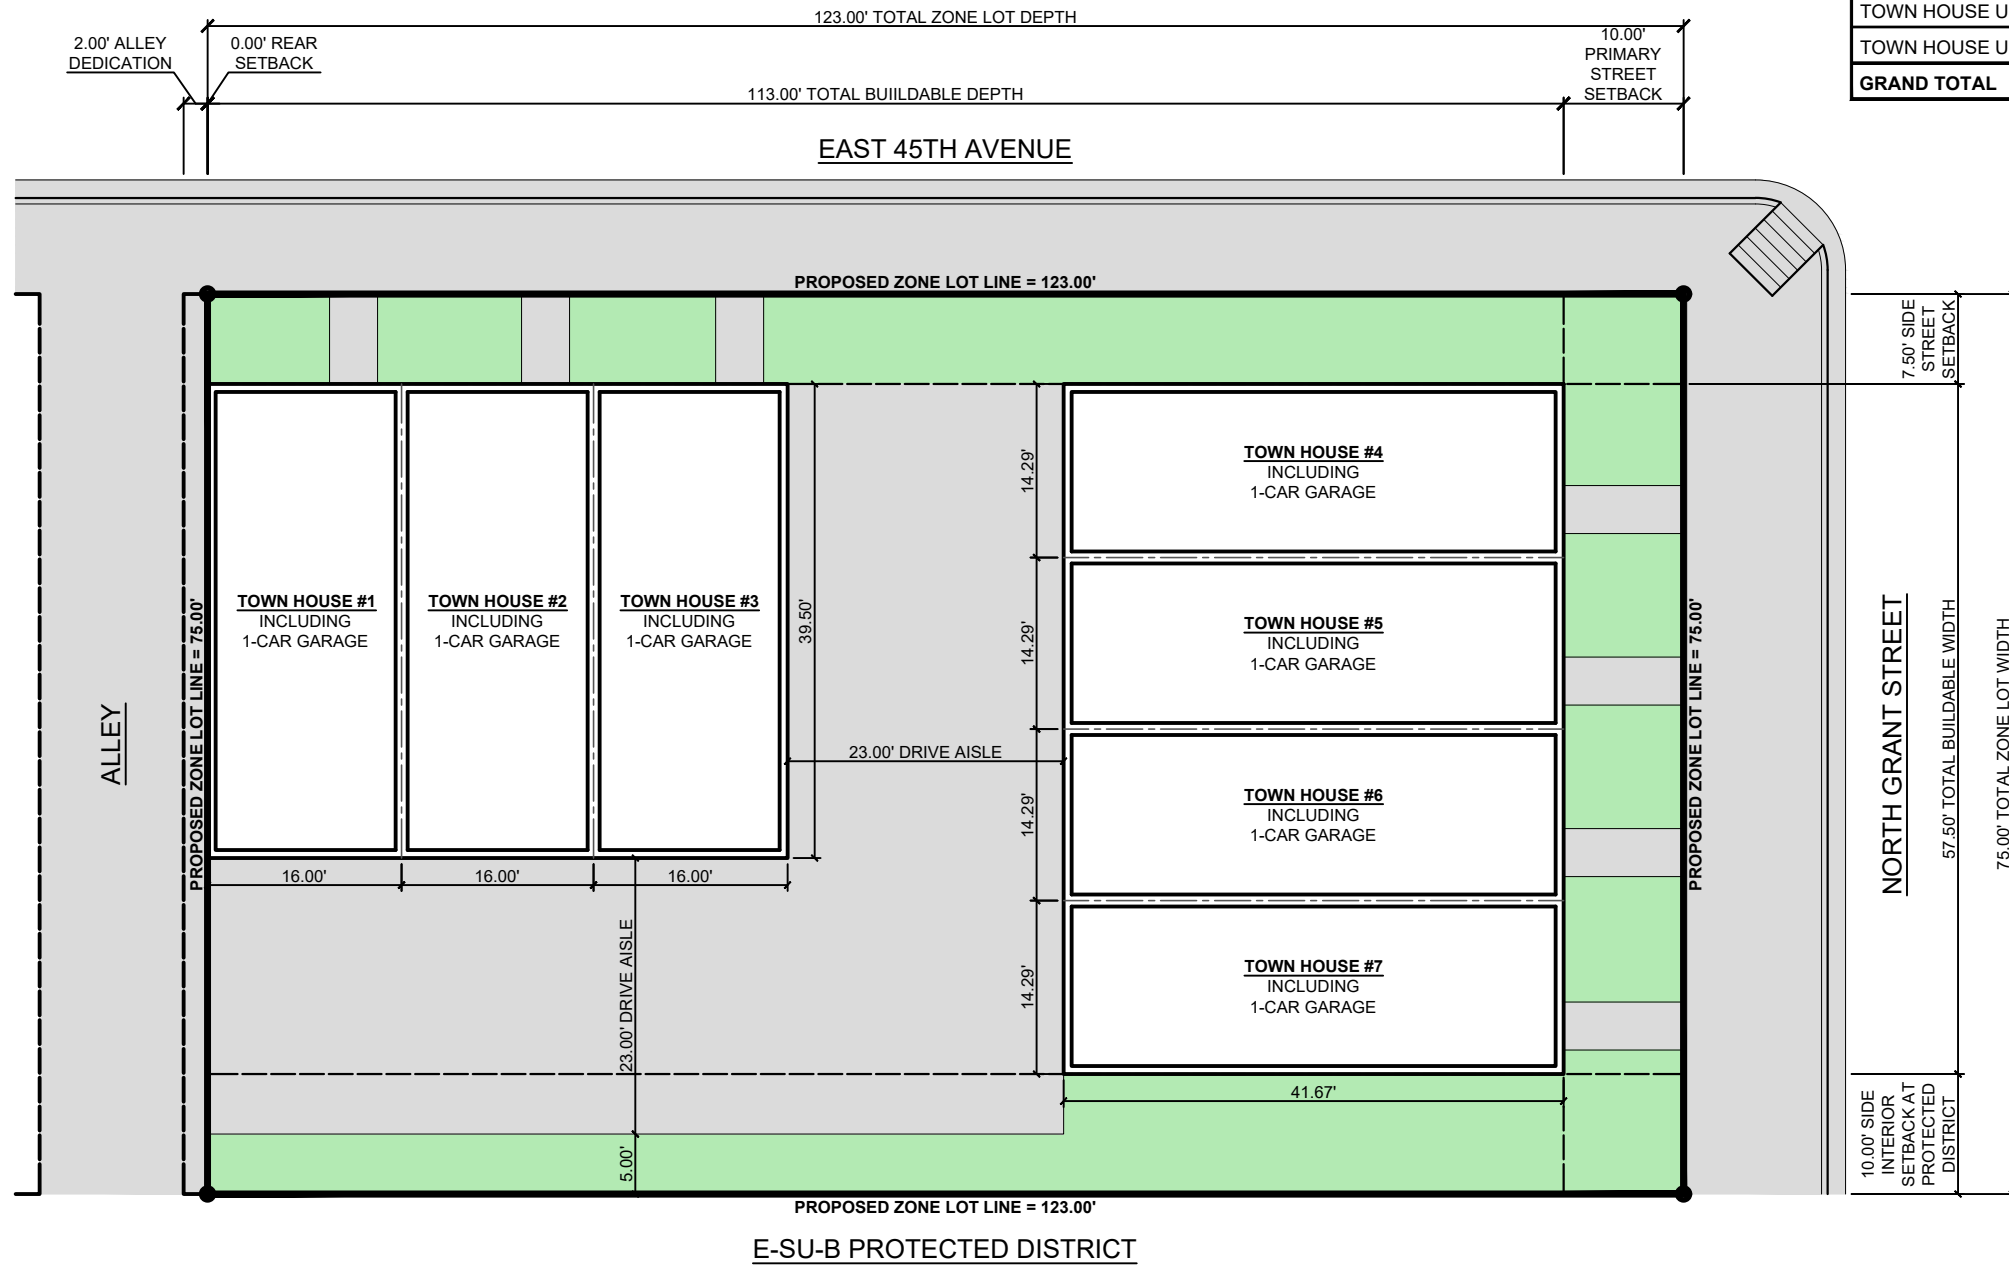 123.00' TOTAL ZONE LOT DEPTH
TOWN HOUSE U
TOWN HOUSE U
GRAND TOTAL
2.00' ALLEY
DEDICATION
0.00' REAR
SETBACK
10.00'
PRIMARY
STREET
SETBACK
113.00' TOTAL BUIILDABLE DEPTH
EAST 45TH AVENUE
PROPOSED ZONE LOT LINE = 123.00'
7.50' SIDE
STREET
SETBACK
TOWN HOUSE #1
INCLUDING
1-CAR GARAGE
TOWN HOUSE #2
INCLUDING
1-CAR GARAGE
TOWN HOUSE #3
INCLUDING
1-CAR GARAGE
39.50'
14.29'
14.29'
14.29'
14.29'
TOWN HOUSE #4
INCLUDING
1-CAR GARAGE
TOWN HOUSE #5
INCLUDING
1-CAR GARAGE
TOWN HOUSE #6
INCLUDING
1-CAR GARAGE
TOWN HOUSE #7
INCLUDING
1-CAR GARAGE
ALLEY
PROPOSED ZONE LOT LINE = 75.00'
23.00' DRIVE AISLE
16.00'
16.00'
16.00'
23.00' DRIVE AISLE
5.00'
41.67'
PROPOSED ZONE LOT LINE = 75.00'
NORTH GRANT STREET
57.50' TOTAL BUILDABLE WIDTH
75.00' TOTAL ZONE LOT WIDTH
10.00' SIDE
INTERIOR
SETBACK AT
PROTECTED
DISTRICT
PROPOSED ZONE LOT LINE = 123.00'
E-SU-B PROTECTED DISTRICT